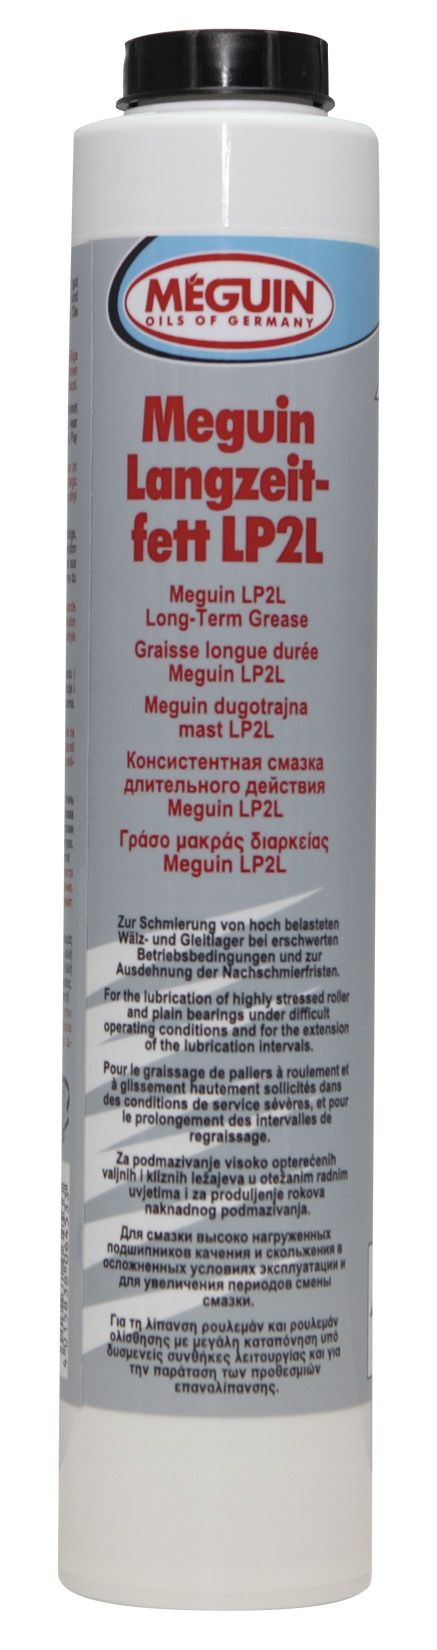 MÉGUIN
OILS OF GERMANY
Meguin
Langzeit-
fett LP2L
Meguin LP2L
Long-Term Grease
Graisse longue durée
Meguin LP2L
Meguin dugotrajna
mast LP2L
Консистентная смазка
длительного действия
Meguin LP2L
Γράσο μακράς διαρκείας
Meguin LP2L
Zur Schmierung von hoch belasteten
Wälz- und Gleitlager bei erschwerten
Betriebsbedingungen und zur
Ausdehnung der Nachschmierfristen.
For the lubrication of highly stressed roller
and plain bearings under difficult
operating conditions and for the extension
of the lubrication intervals.
Pour le graissage de paliers à roulement et
à glissement hautement sollicités dans
des conditions de service sévères, et pour
le prolongement des intervalles de
regraissage.
Za podmazivanje visoko opterećenih
valjnih i kliznih ležajeva u otežanim radnim
uvjetima i za produljenje rokova
naknadnog podmazivanja.
Для смазки высоко нагруженных
подшипников качения и скольжения в
осложненных условиях эксплуатации и
для увеличения периодов смены
смазки.
Για τη λίπανση ρουλεμάν και ρουλεμάν
ολίσθησης με μεγάλη καταπόνηση υπό
δυσμενείς συνθήκες λειτουργίας και για
την παράταση των προθεσμιών
επαναλίπανσης.